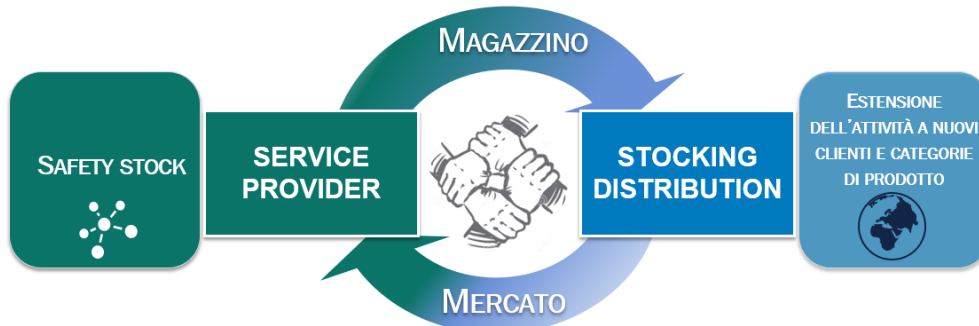 MAGAZZINO
SAFETY STOCK
SERVICE
PROVIDER
STOCKING
DISTRIBUTION
ESTENSIONE
DELL'ATTIVITÀ A NUOVI
CLIENTI E CATEGORIE
DI PRODOTTO
MERCATO